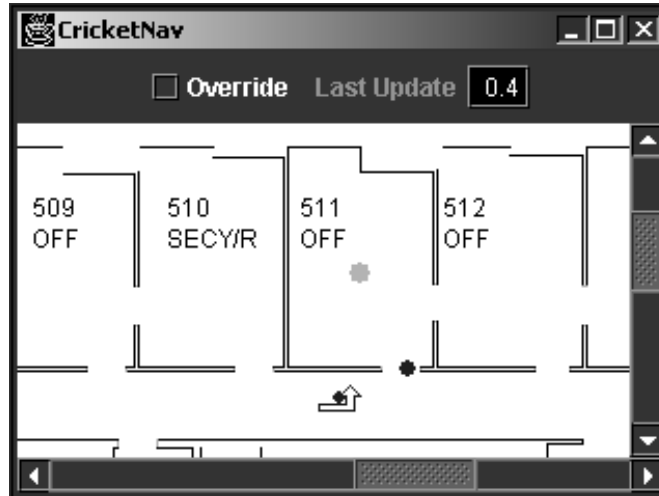 CricketNav
Override Last Update 0.4
509 510 511 512
OFF SECY/R OFF OFF